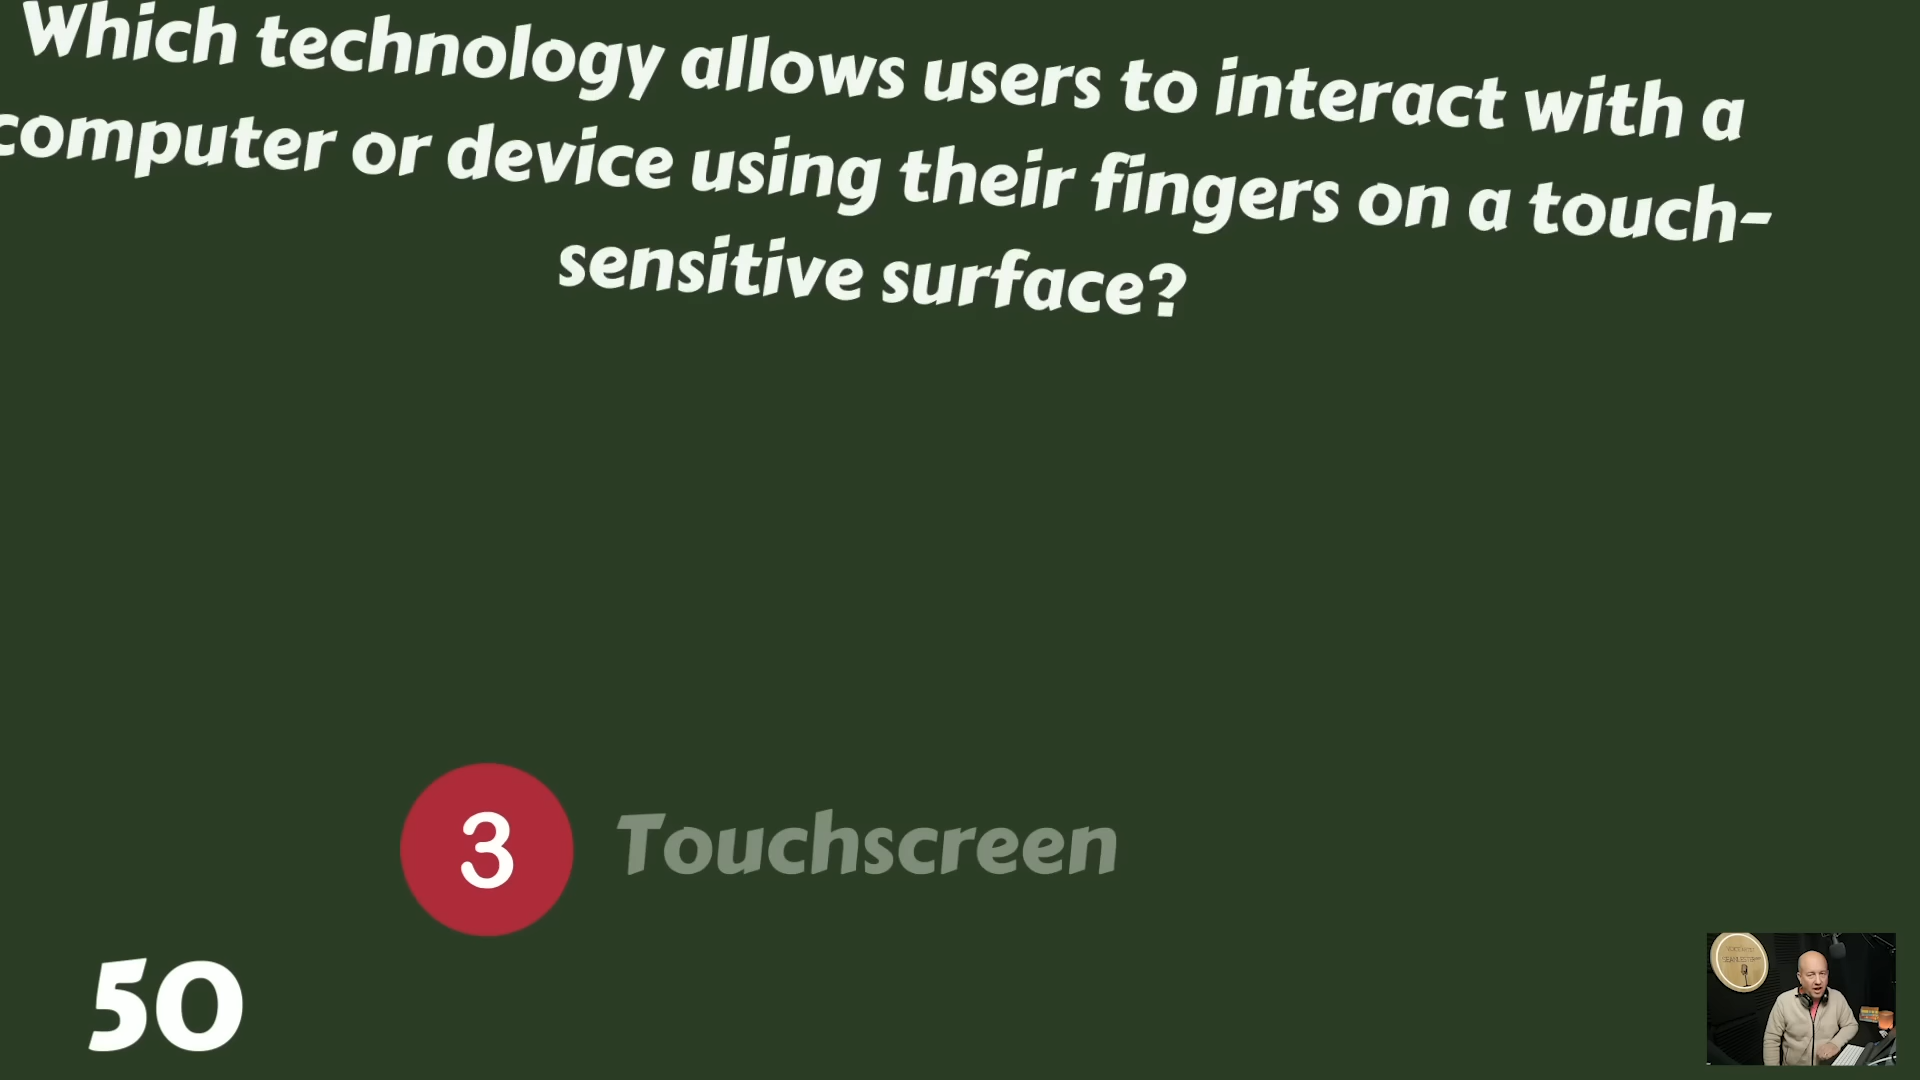 Which technology allows users to interact with a
computer or device using their fingers on a touch-
sensitive surface?
3 Touchscreen
50